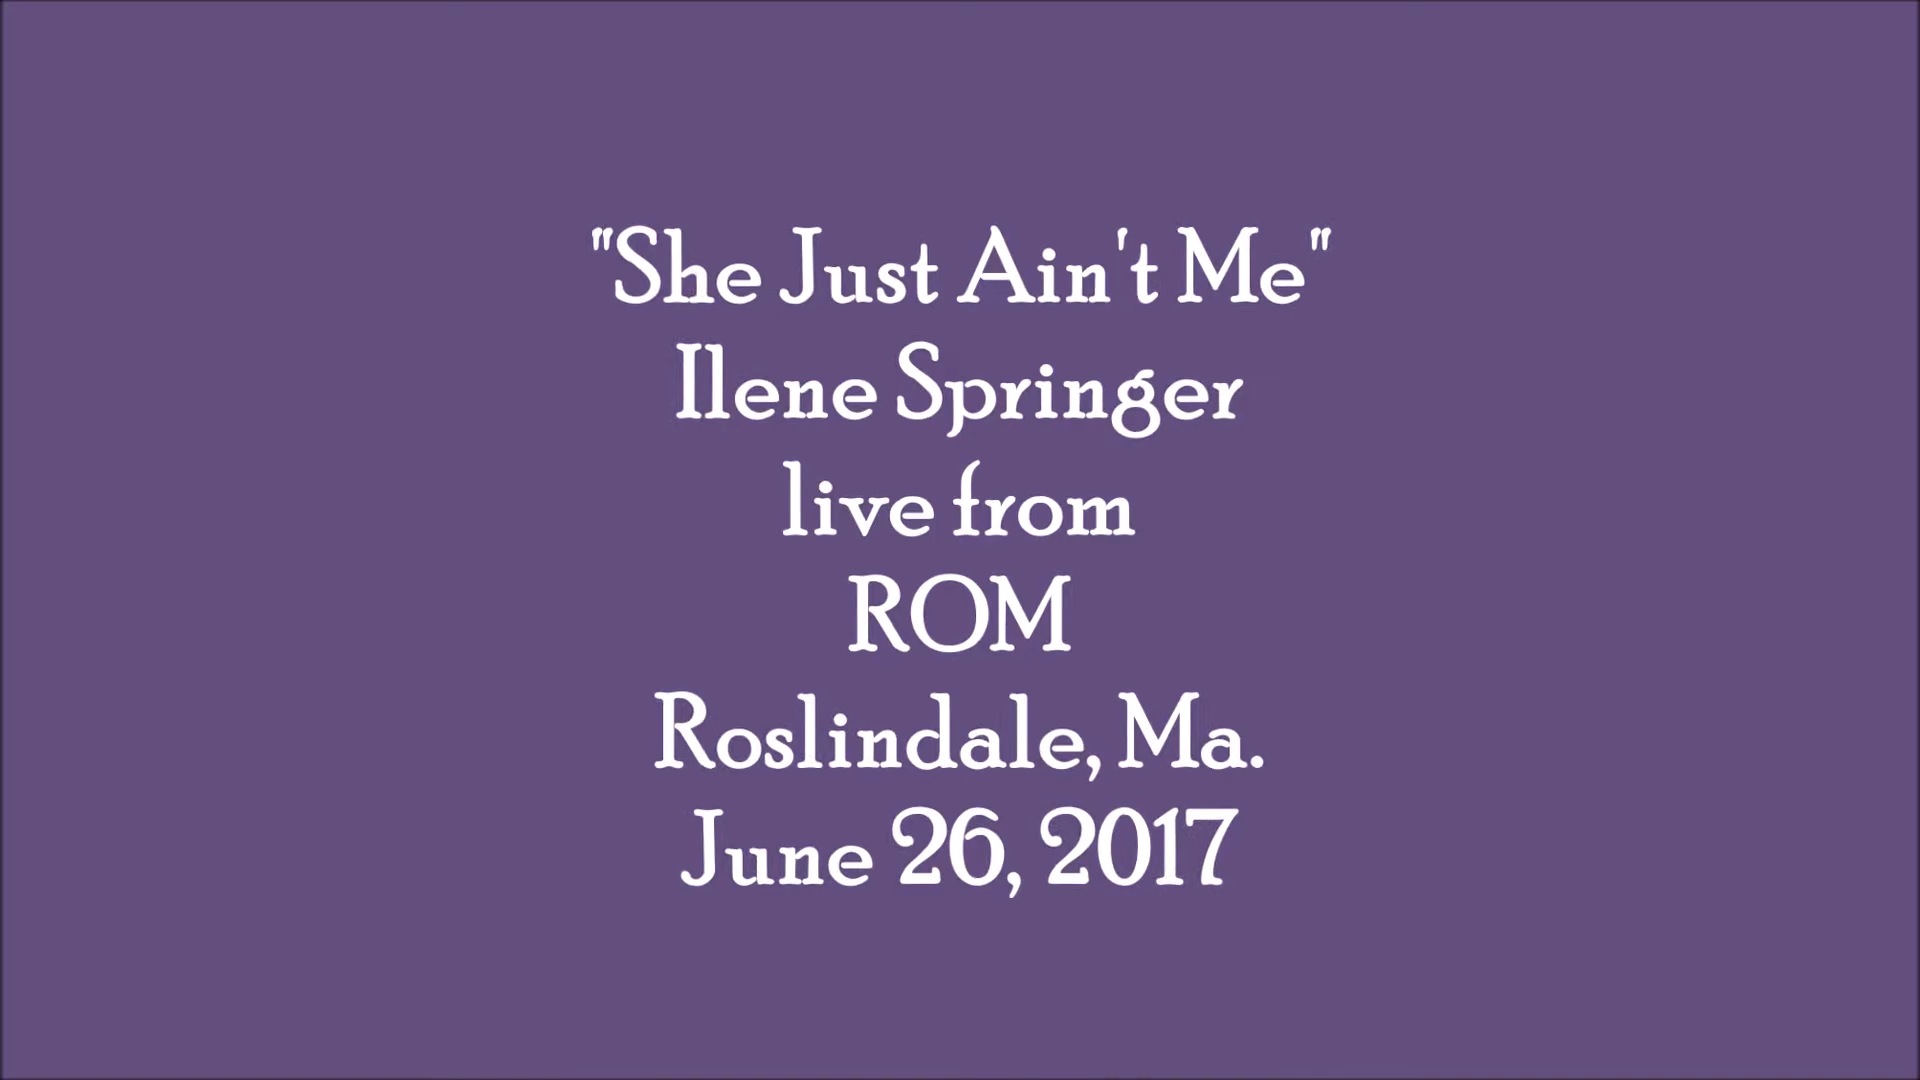 "She Just Ain't Me"
Ilene Springer
live from
ROM
Roslindale, Ma.
June 26, 2017